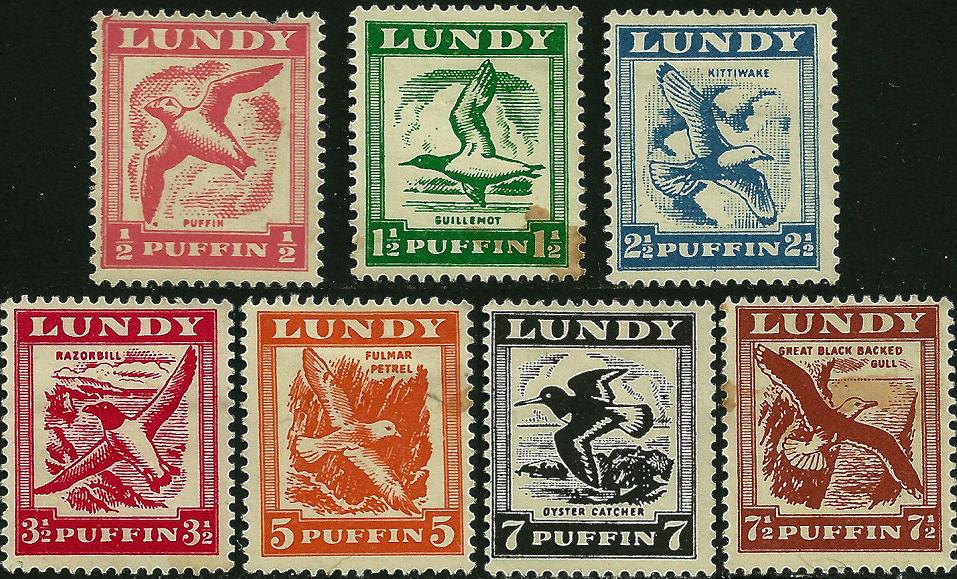 LUNDY
PUFFIN
½ PUFFIN ½
LUNDY
GUILLEMOT
1½ PUFFIN 1½
LUNDY
KITTIWAKE
2½ PUFFIN 2½
LUNDY
RAZORBILL
3½ PUFFIN 3½
LUNDY
FULMAR
PETREL
5 PUFFIN 5
LUNDY
OYSTER CATCHER
7 PUFFIN 7
LUNDY
GREAT BLACK BACKED
GULL
7½ PUFFIN 7½